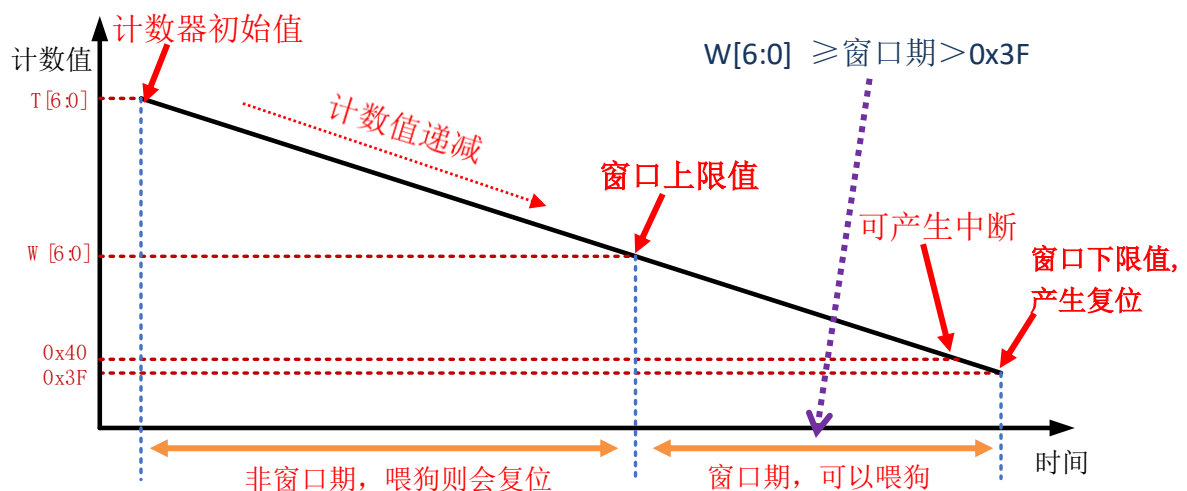 计数器初始值
计数值
W[6:0] ≥窗口期＞0x3F
T[6:0]
计数值递减
窗口上限值
可产生中断
W [6:0]
窗口下限值,
产生复位
0x40
0x3F
时间
非窗口期，喂狗则会复位
窗口期，可以喂狗